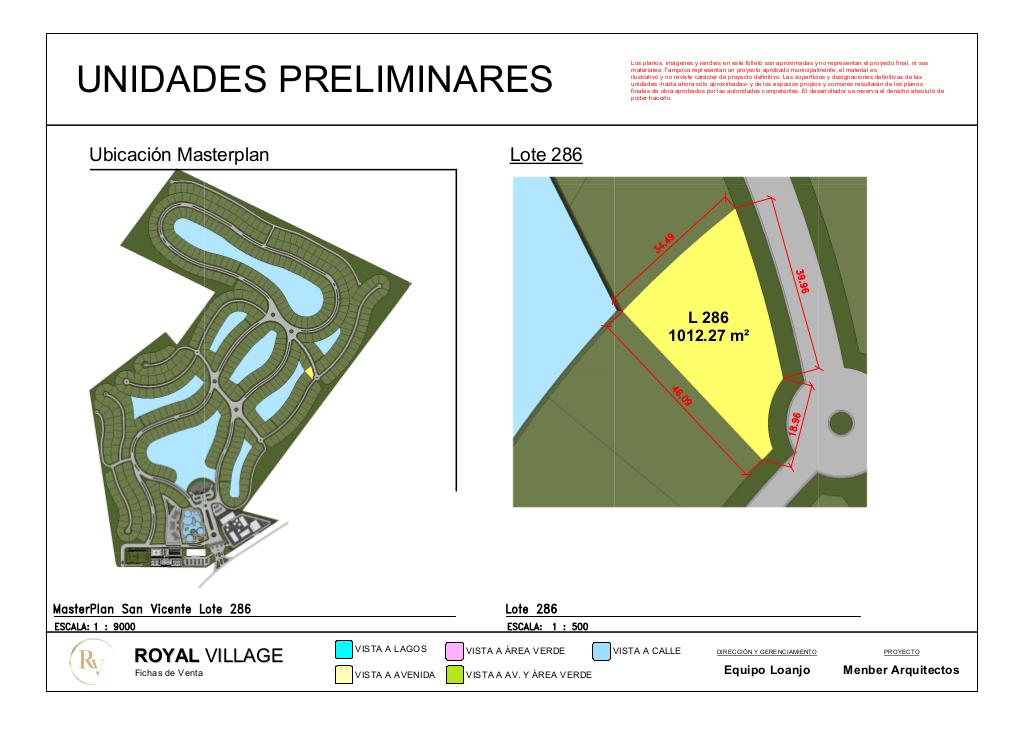 UNIDADES PRELIMINARES
Los planos, imágenes y renders en este folleto son aproximadas y no representan el proyecto final, ni sus
materiales. Tampoco representan un proyecto aprobado municipalmente, el material es
ilustrativo y no reviste carácter de proyecto definitivo. Las superficies y designaciones definitivas de las
unidades -hasta ahora sólo aproximadas- y de los espacios propios y comunes resultarán de los planos
finales de obra aprobados por las autoridades competentes. El desarrollador se reserva el derecho absoluto de
poder hacerlo.
Ubicación Masterplan
Lote 286
34.49
39.96
L 286
1012.27 m²
46.09
18.96
MasterPlan San Vicente Lote 286
ESCALA: 1 : 9000
Lote 286
ESCALA: 1 : 500
RV
ROYAL VILLAGE
Fichas de Venta
VISTA A LAGOS
VISTA A ÁREA VERDE
VISTA A CALLE
VISTA A AVENIDA
VISTA A AV. Y ÁREA VERDE
DIRECCIÓN Y GERENCIAMIENTO
Equipo Loanjo
PROYECTO
Menber Arquitectos